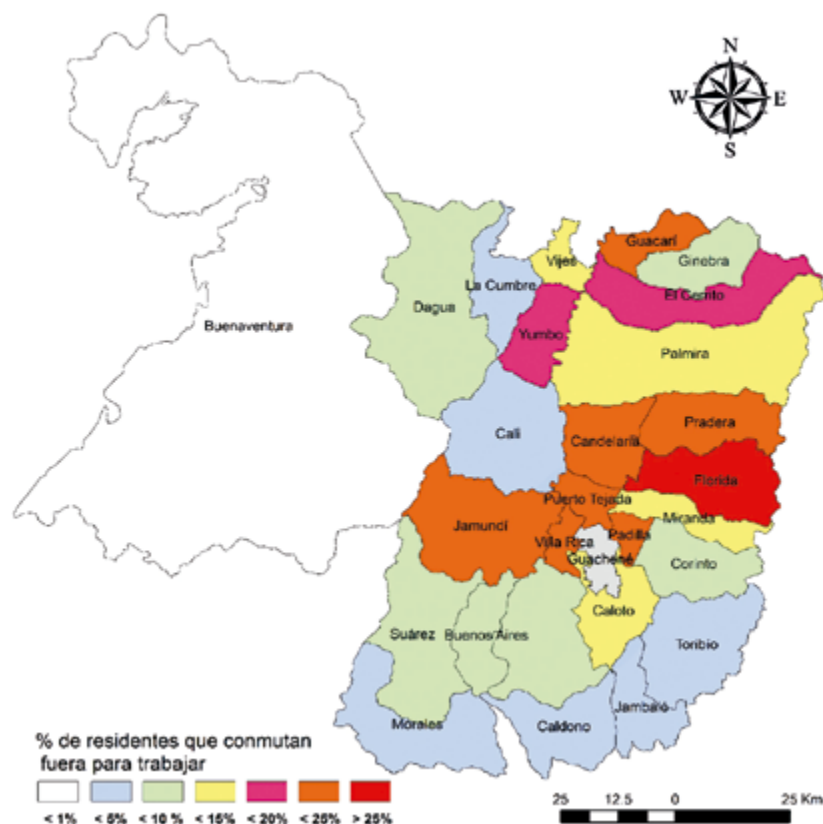 N
W E
S
Guacarí
Vijes
Ginebra
La Cumbre
El Cerrito
Dagua
Buenaventura
Yumbo
Palmira
Cali
Candelaria
Pradera
Florida
Puerto Tejada
Jamundí
Miranda
Villa Rica
Padilla
Guachené
Corinto
Caloto
Suárez
Buenos Aires
Toribio
Jambaló
Morales
Caldono
% de residentes que conmutan
fuera para trabajar
< 1% < 5% < 10 % < 15% < 20% < 25% > 25%
25 12.5 0 25 Km